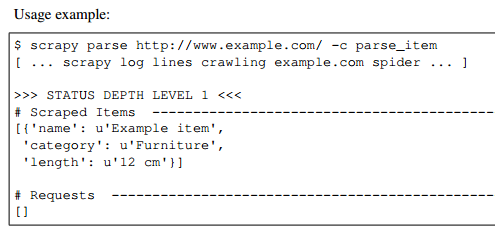 Usage example:
$ scrapy parse http://www.example.com/ -c parse_item
[ ... scrapy log lines crawling example.com spider ... ]
>>> STATUS DEPTH LEVEL 1 <<<
# Scraped Items  ------------------------------------------
[{'name': u'Example item',
 'category': u'Furniture',
 'length': u'12 cm'}]
# Requests  -----------------------------------------------
[]